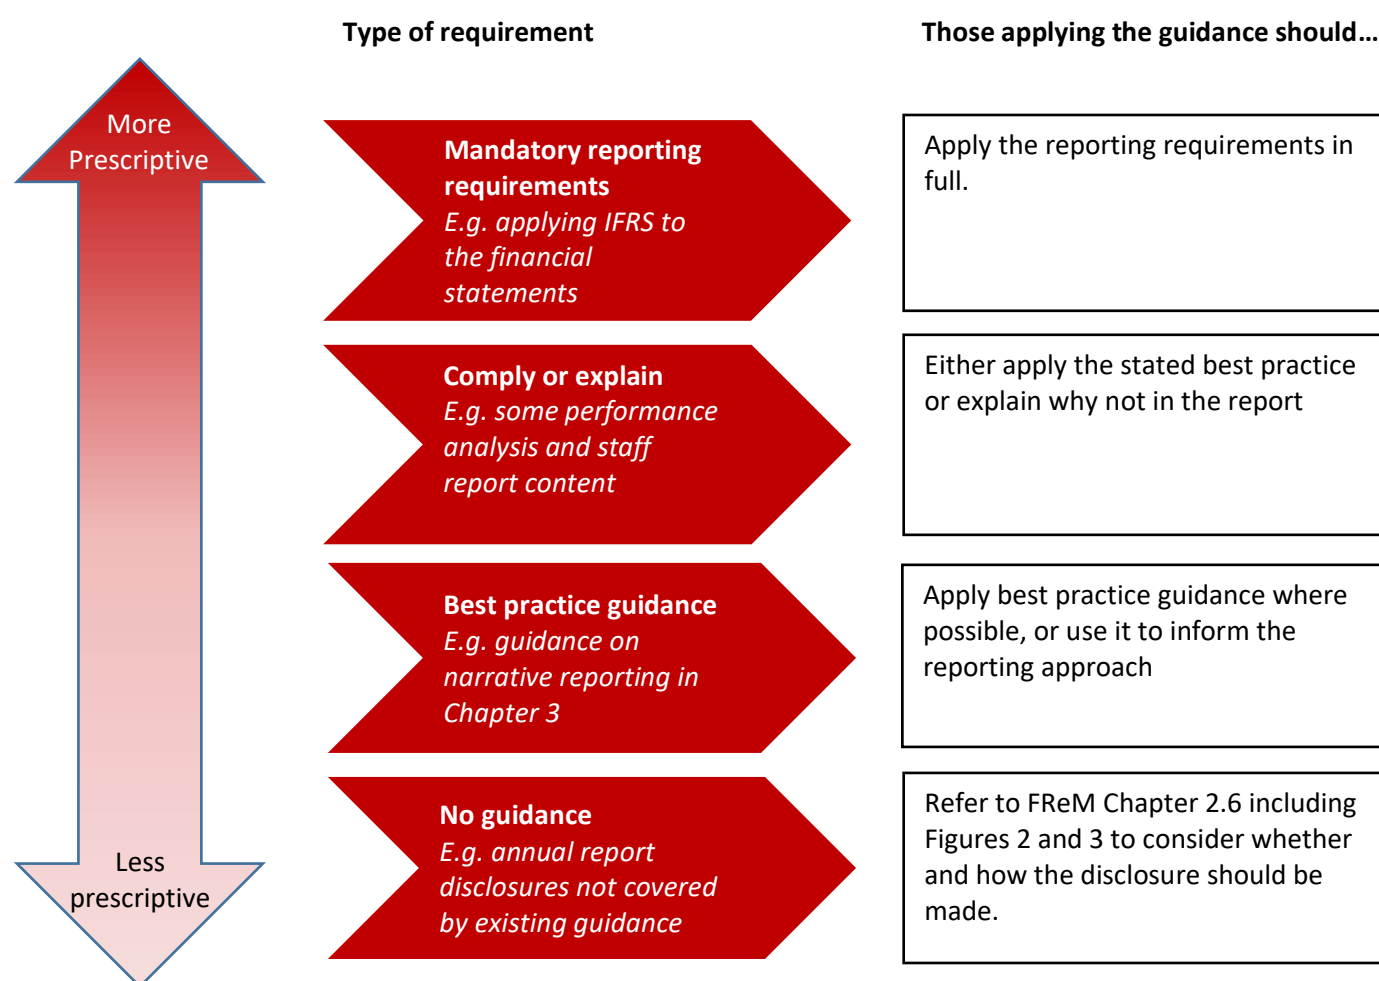 Type of requirement
Those applying the guidance should…
More
Prescriptive
Mandatory reporting
requirements
E.g. applying IFRS to
the financial
statements
Apply the reporting requirements in
full.
Comply or explain
E.g. some performance
analysis and staff
report content
Either apply the stated best practice
or explain why not in the report
Best practice guidance
E.g. guidance on
narrative reporting in
Chapter 3
Apply best practice guidance where
possible, or use it to inform the
reporting approach
Less
prescriptive
No guidance
E.g. annual report
disclosures not covered
by existing guidance
Refer to FReM Chapter 2.6 including
Figures 2 and 3 to consider whether
and how the disclosure should be
made.